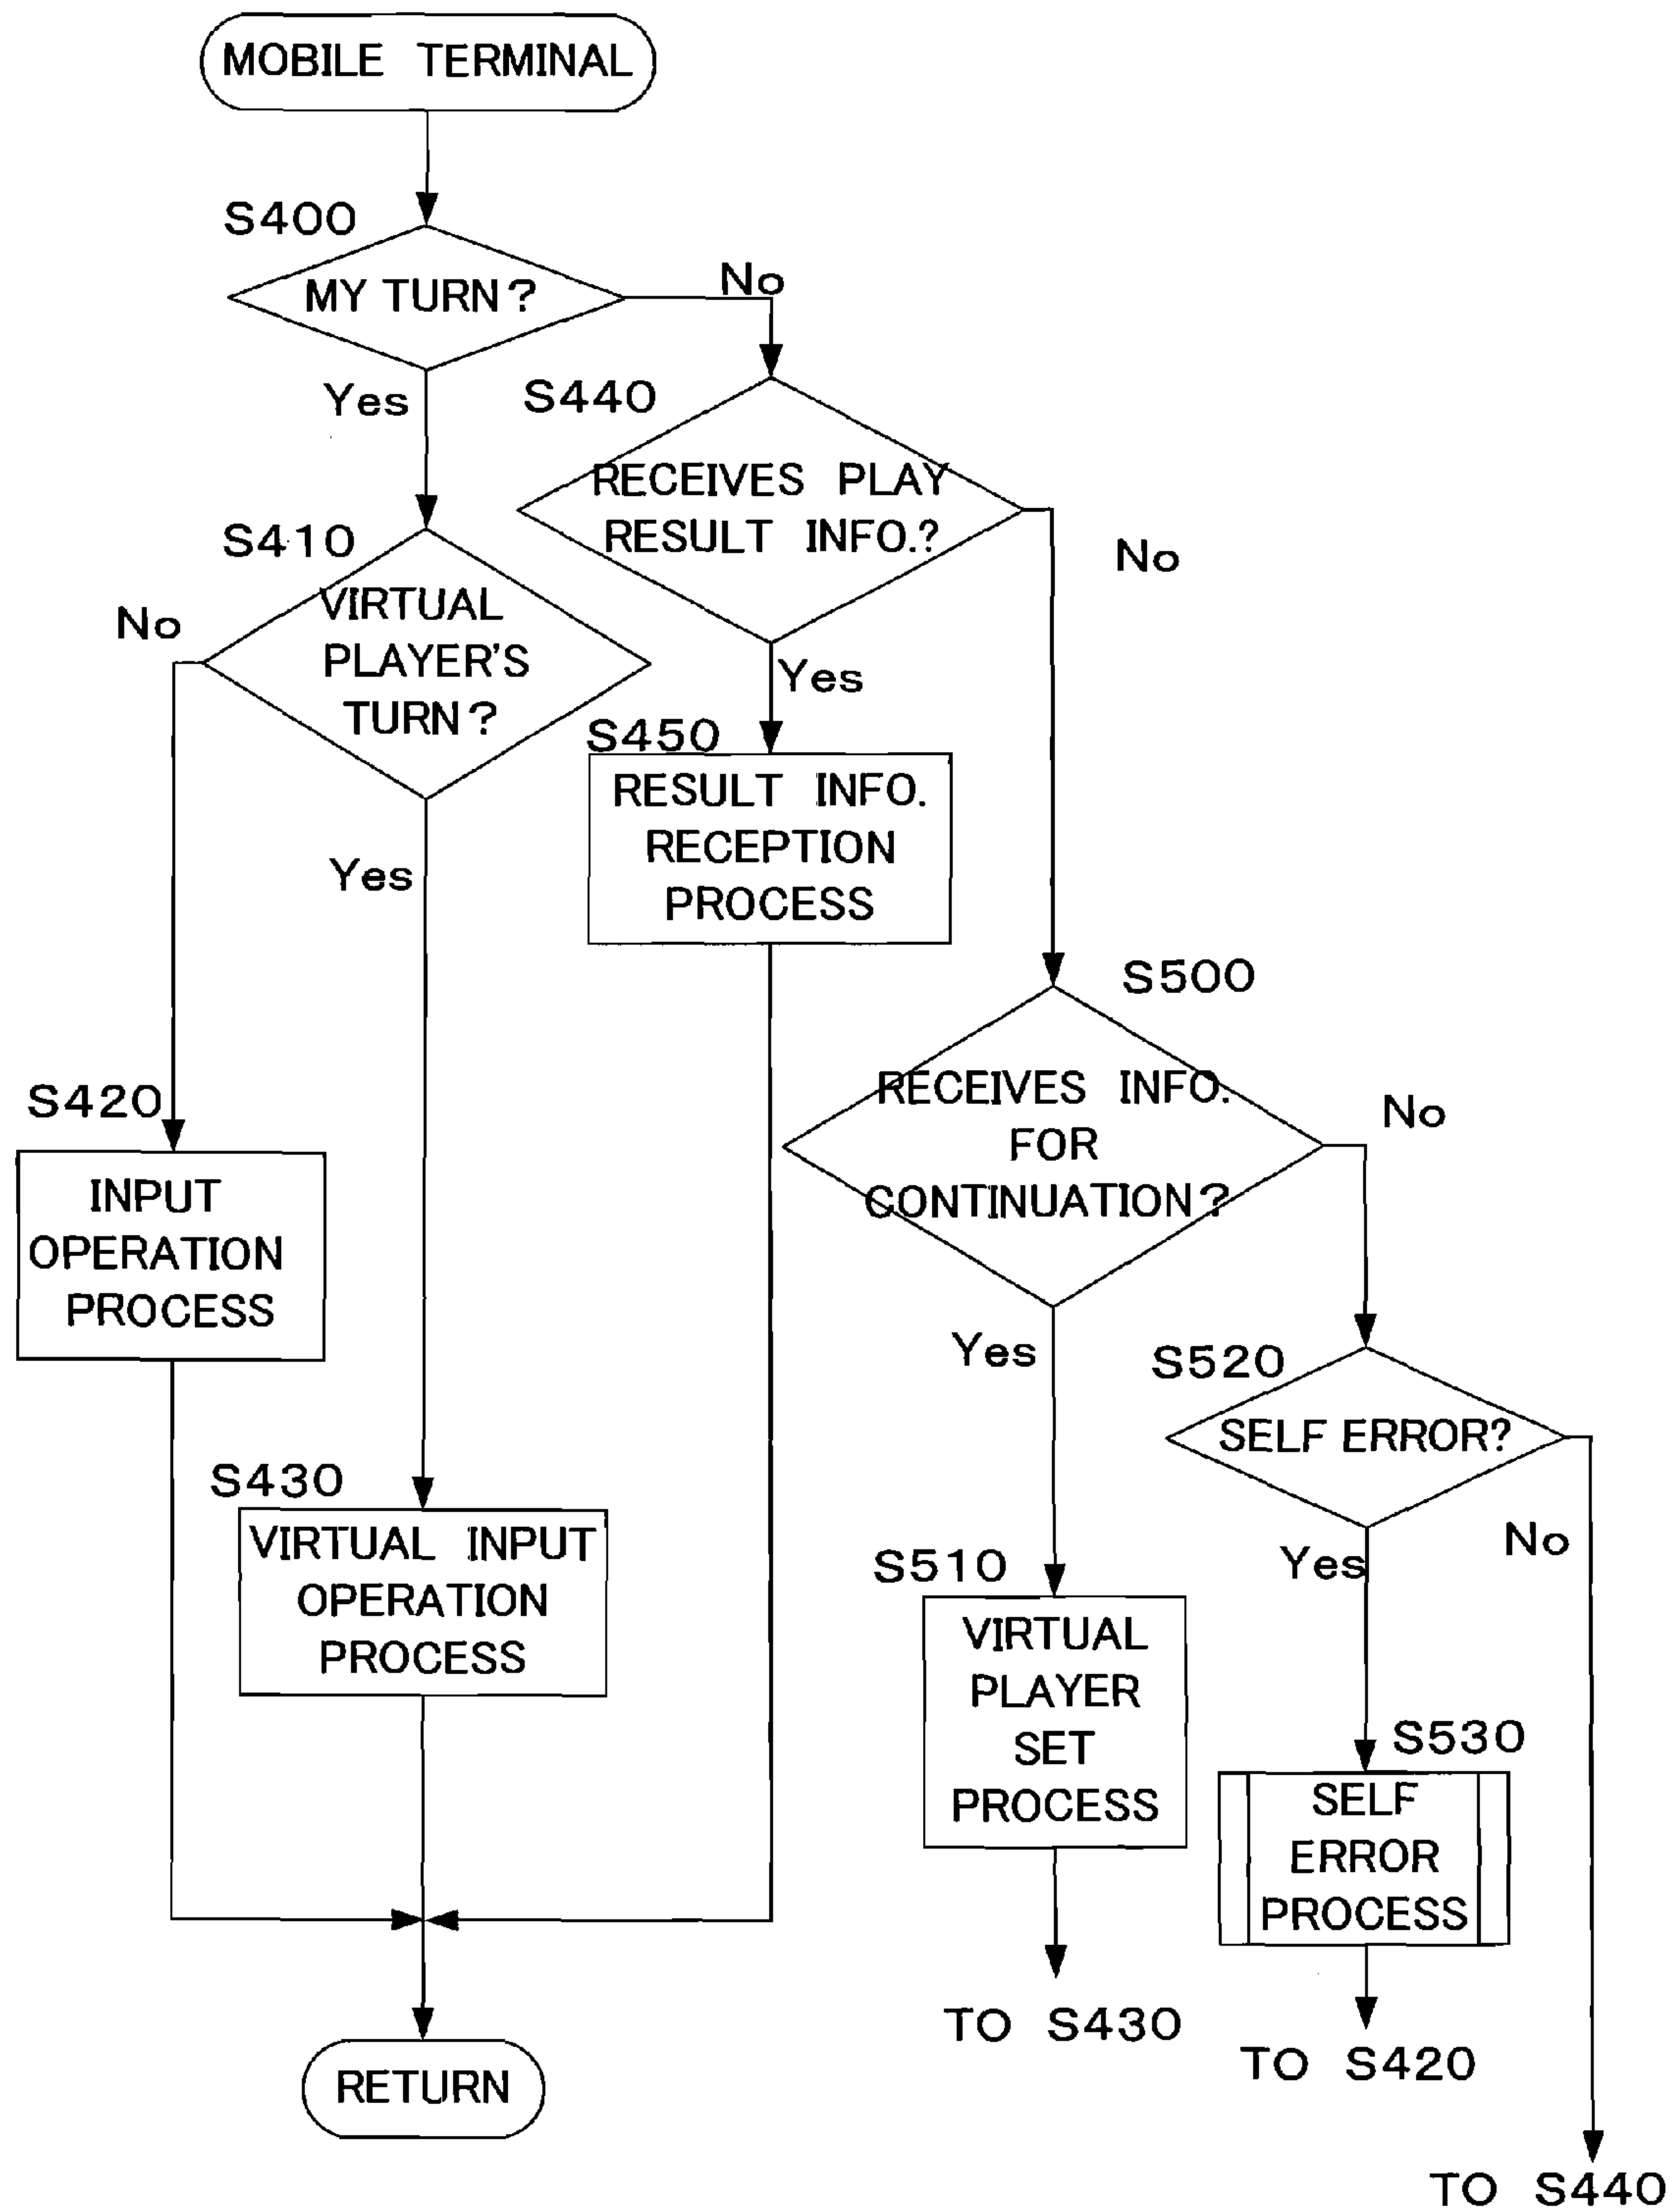 MOBILE TERMINAL
S400
MY TURN?
No
Yes
S440
RECEIVES PLAY
RESULT INFO.?
No
Yes
S410
VIRTUAL
PLAYER'S
TURN?
No
Yes
S450
RESULT INFO.
RECEPTION
PROCESS
S500
RECEIVES INFO.
FOR
CONTINUATION?
No
Yes
S420
INPUT
OPERATION
PROCESS
S430
VIRTUAL INPUT
OPERATION
PROCESS
S520
SELF ERROR?
Yes
No
S510
VIRTUAL
PLAYER
SET
PROCESS
S530
SELF
ERROR
PROCESS
TO S430
TO S420
TO S440
RETURN